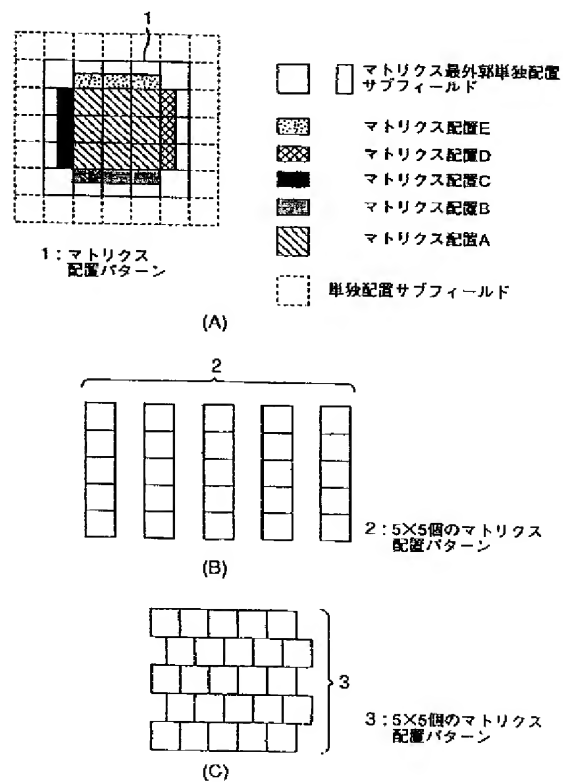 1
マトリクス最外郭単独配置
サブフィールド
マトリクス配置E
マトリクス配置D
マトリクス配置C
マトリクス配置B
マトリクス配置A
単独配置サブフィールド
1：マトリクス
配置パターン
(A)
2
2：5×5個のマトリクス
配置パターン
(B)
3
3：5×5個のマトリクス
配置パターン
(C)